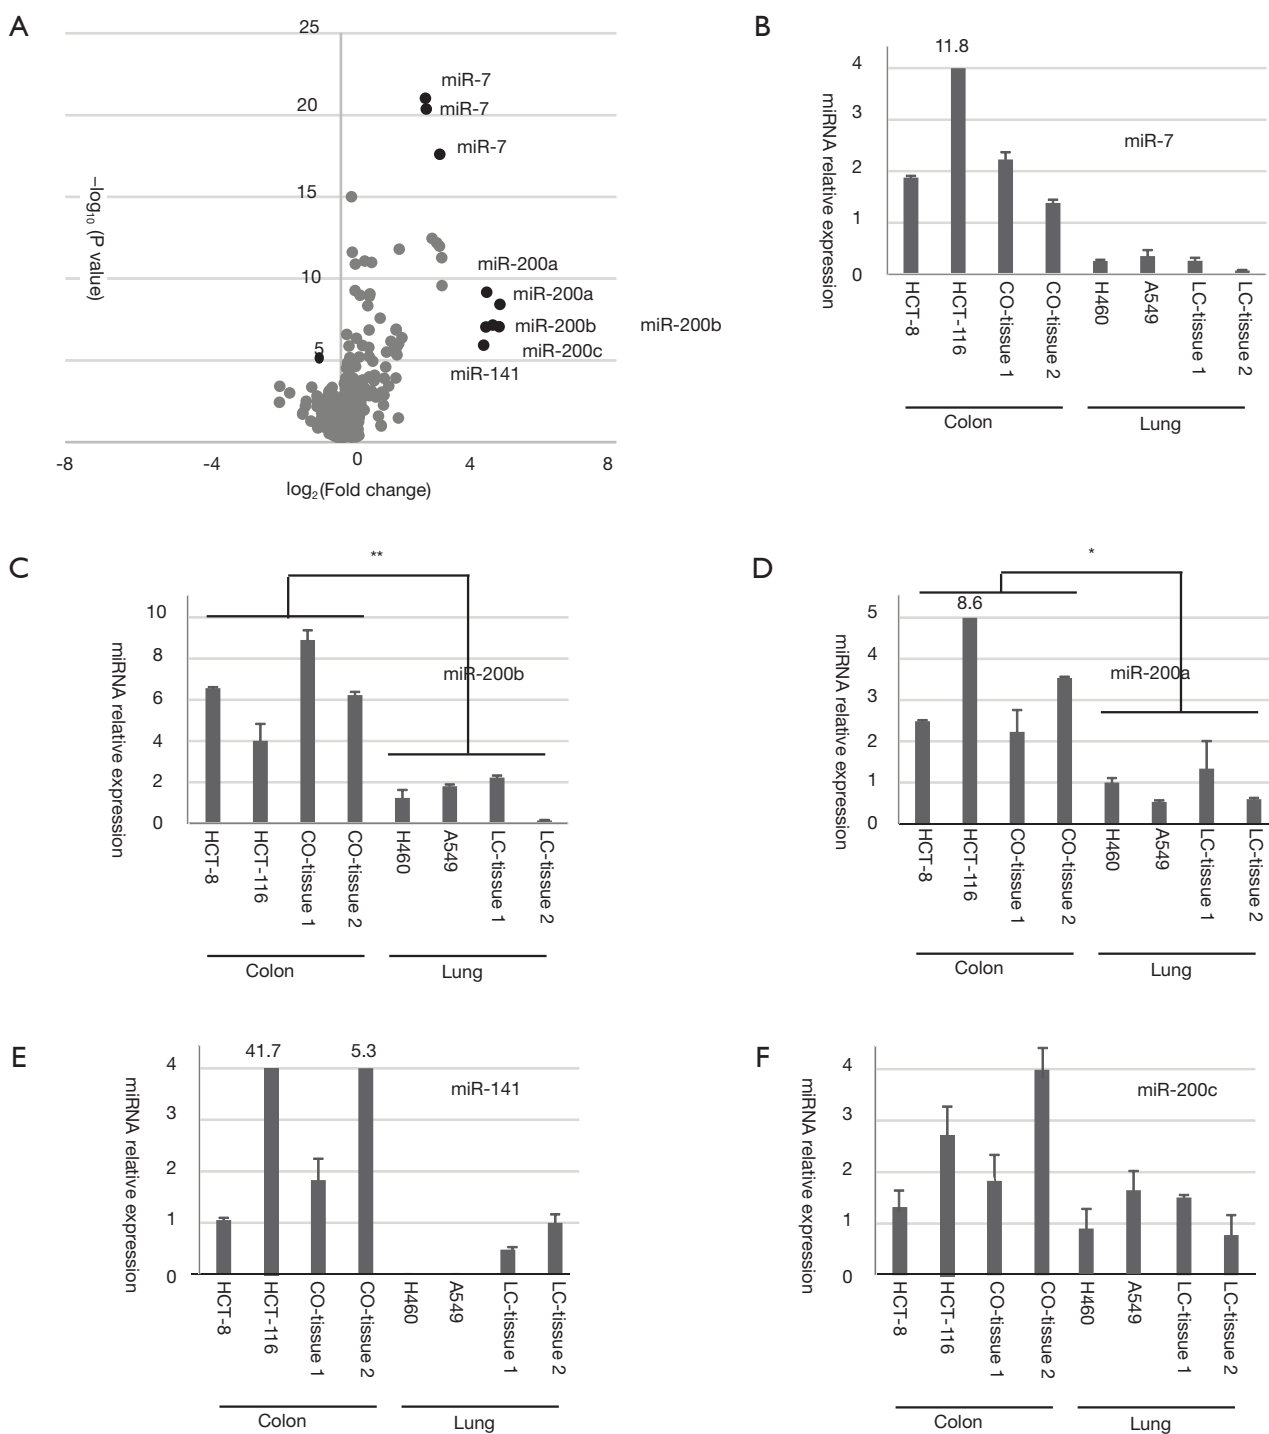 A
25
20
15
10
5
–log10 (P value)
miR-7
miR-7
miR-7
miR-200a
miR-200a
miR-200b
miR-200b
miR-200c
miR-141
-8
-4
0
4
8
log2(Fold change)
B
11.8
4
3
2
1
0
miRNA relative expression
miR-7
HCT-8
HCT-116
CO-tissue 1
CO-tissue 2
H460
A549
LC-tissue 1
LC-tissue 2
Colon
Lung
C
**
10
8
6
4
2
0
miRNA relative expression
miR-200b
HCT-8
HCT-116
CO-tissue 1
CO-tissue 2
H460
A549
LC-tissue 1
LC-tissue 2
Colon
Lung
D
*
8.6
5
4
3
2
1
0
miRNA relative expression
miR-200a
HCT-8
HCT-116
CO-tissue 1
CO-tissue 2
H460
A549
LC-tissue 1
LC-tissue 2
Colon
Lung
E
41.7
5.3
4
3
2
1
0
miRNA relative expression
miR-141
HCT-8
HCT-116
CO-tissue 1
CO-tissue 2
H460
A549
LC-tissue 1
LC-tissue 2
Colon
Lung
F
4
3
2
1
0
miRNA relative expression
miR-200c
HCT-8
HCT-116
CO-tissue 1
CO-tissue 2
H460
A549
LC-tissue 1
LC-tissue 2
Colon
Lung